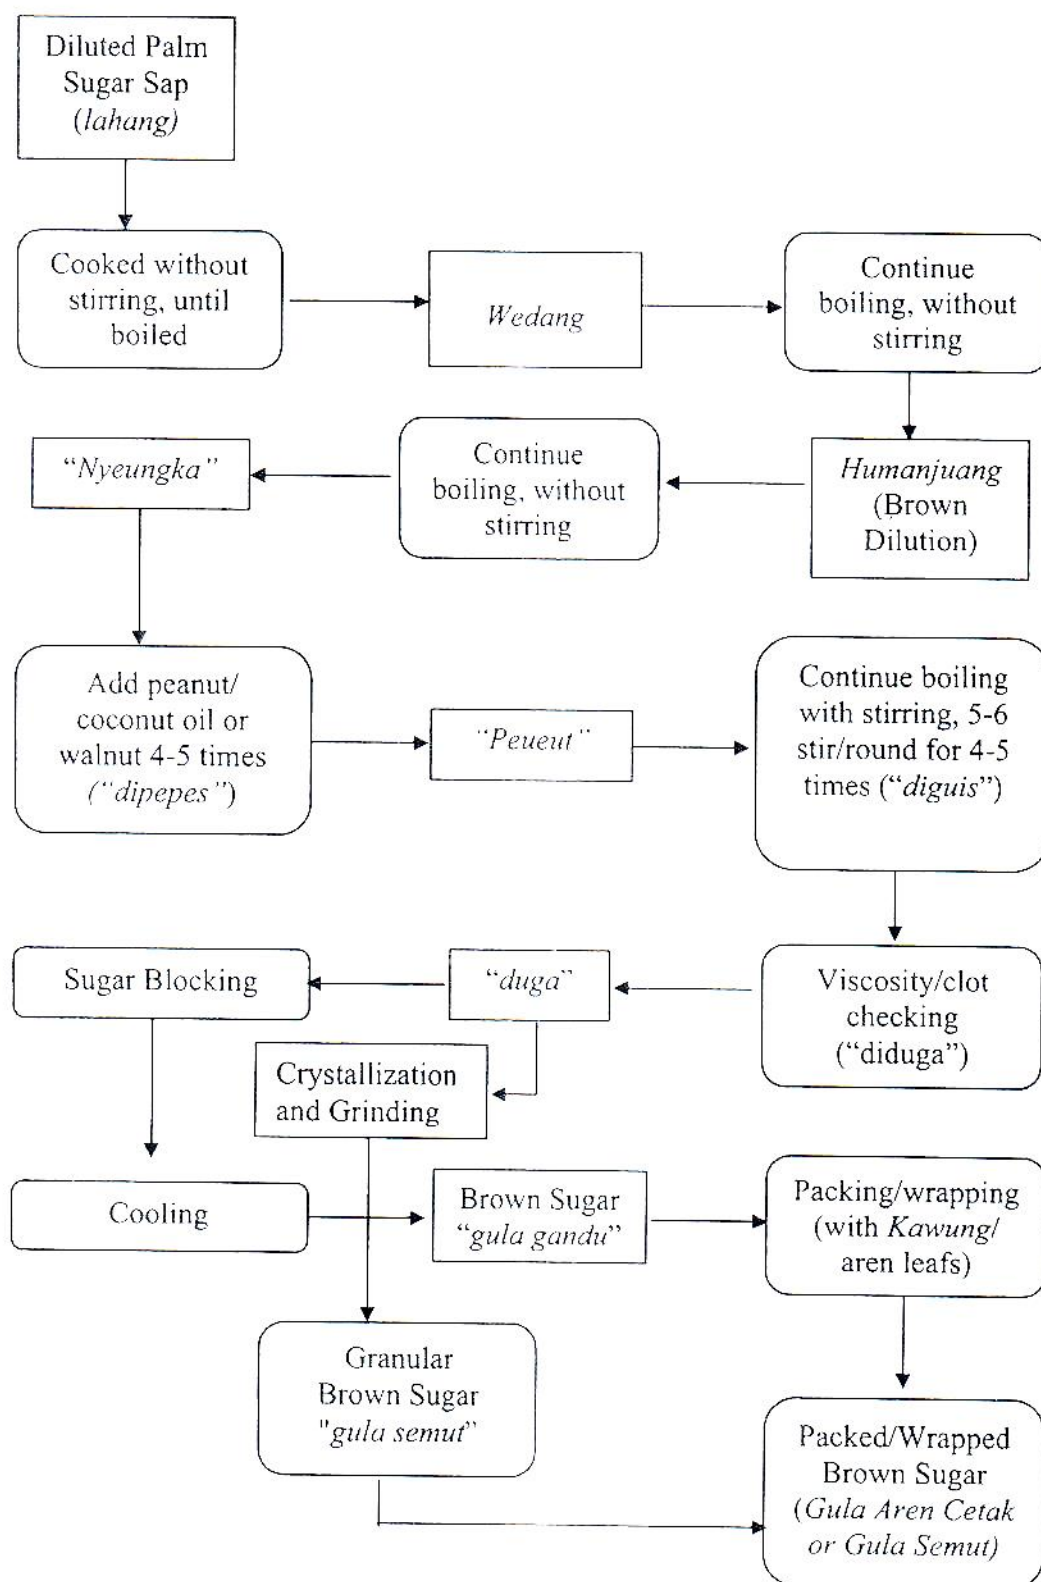 Diluted Palm
Sugar Sap
(lahang)
Cooked without
stirring, until
boiled
Wedang
Continue
boiling, without
stirring
Humanjuang
(Brown
Dilution)
Continue
boiling, without
stirring
“Nyeungka”
Add peanut/
coconut oil or
walnut 4-5 times
(“dipepes”)
“Peueut”
Continue boiling
with stirring, 5-6
stir/round for 4-5
times (“diguis”)
Viscosity/clot
checking
(“diduga”)
“duga”
Sugar Blocking
Crystallization
and Grinding
Cooling
Brown Sugar
“gula gandu”
Packing/wrapping
(with Kawung/
aren leafs)
Granular
Brown Sugar
"gula semut”
Packed/Wrapped
Brown Sugar
(Gula Aren Cetak
or Gula Semut)